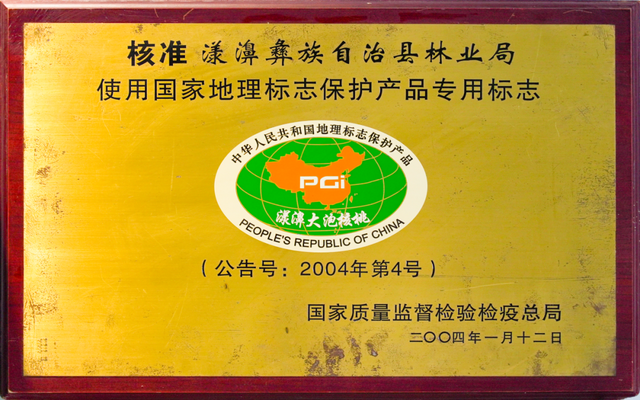 核准 漾濞彝族自治县林业局
使用国家地理标志保护产品专用标志
中华人民共和国地理标志保护产品
PGi
漾濞大泡核桃
PEOPLE'S REPUBLIC OF CHINA
（公告号：2004年第4号）
国家质量监督检验检疫总局
二〇〇四年一月十二日